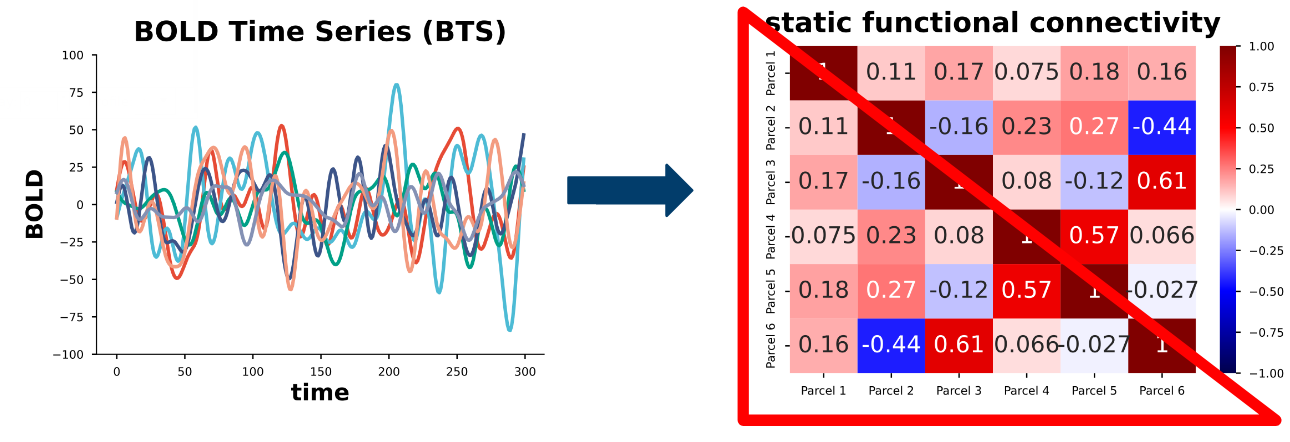 BOLD Time Series (BTS)
100
75
50
25
0
−25
−50
−75
−100
BOLD
0 50 100 150 200 250 300
time
static functional connectivity
Parcel 1 1 0.11 0.17 0.075 0.18 0.16
Parcel 2 0.11 1 -0.16 0.23 0.27 -0.44
Parcel 3 0.17 -0.16 1 0.08 -0.12 0.61
Parcel 4 0.075 0.23 0.08 1 0.57 0.066
Parcel 5 0.18 0.27 -0.12 0.57 1 -0.027
Parcel 6 0.16 -0.44 0.61 0.066 -0.027 1
Parcel 1 Parcel 2 Parcel 3 Parcel 4 Parcel 5 Parcel 6
1.00
0.75
0.50
0.25
0.00
−0.25
−0.50
−0.75
−1.00